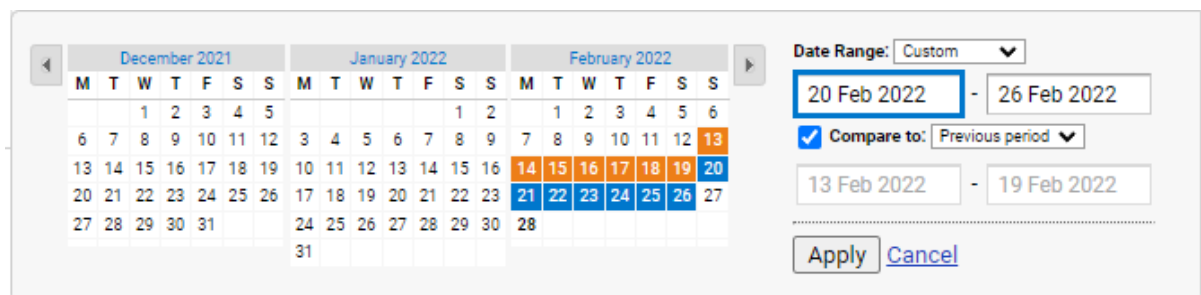 December 2021
M T W T F S S
1 2 3 4 5
6 7 8 9 10 11 12
13 14 15 16 17 18 19
20 21 22 23 24 25 26
27 28 29 30 31
January 2022
M T W T F S S
1 2
3 4 5 6 7 8 9
10 11 12 13 14 15 16
17 18 19 20 21 22 23
24 25 26 27 28 29 30
31
February 2022
M T W T F S S
1 2 3 4 5 6
7 8 9 10 11 12 13
14 15 16 17 18 19 20
21 22 23 24 25 26 27
28
Date Range: Custom
20 Feb 2022 - 26 Feb 2022
Compare to: Previous period
13 Feb 2022 - 19 Feb 2022
Apply Cancel